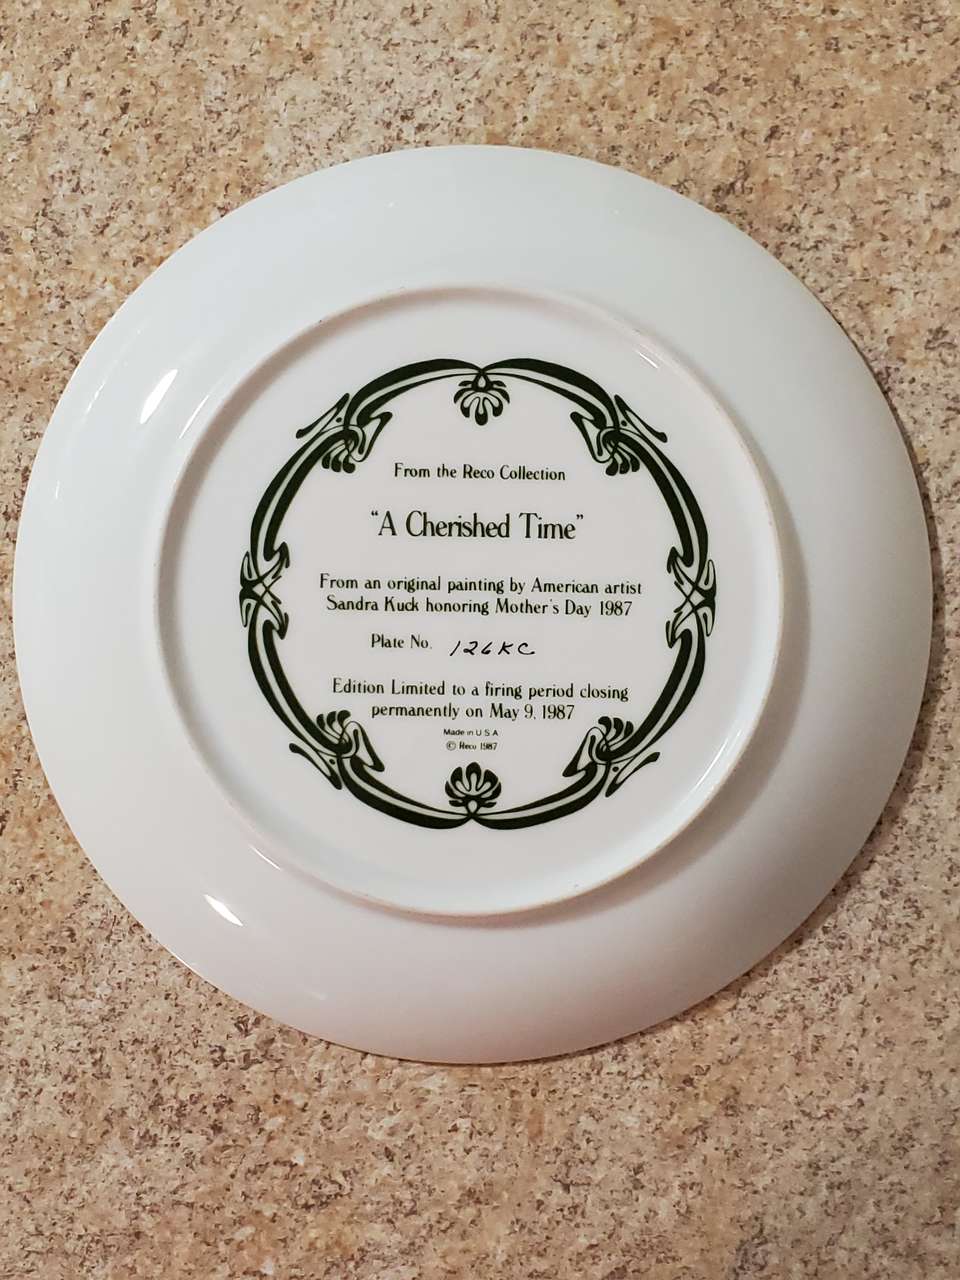 From the Reco Collection
"A Cherished Time"
From an original painting by American artist
Sandra Kuck honoring Mother's Day 1987
Plate No. 126KC
Edition Limited to a firing period closing
permanently on May 9, 1987
Made in U.S.A
© Reco 1987